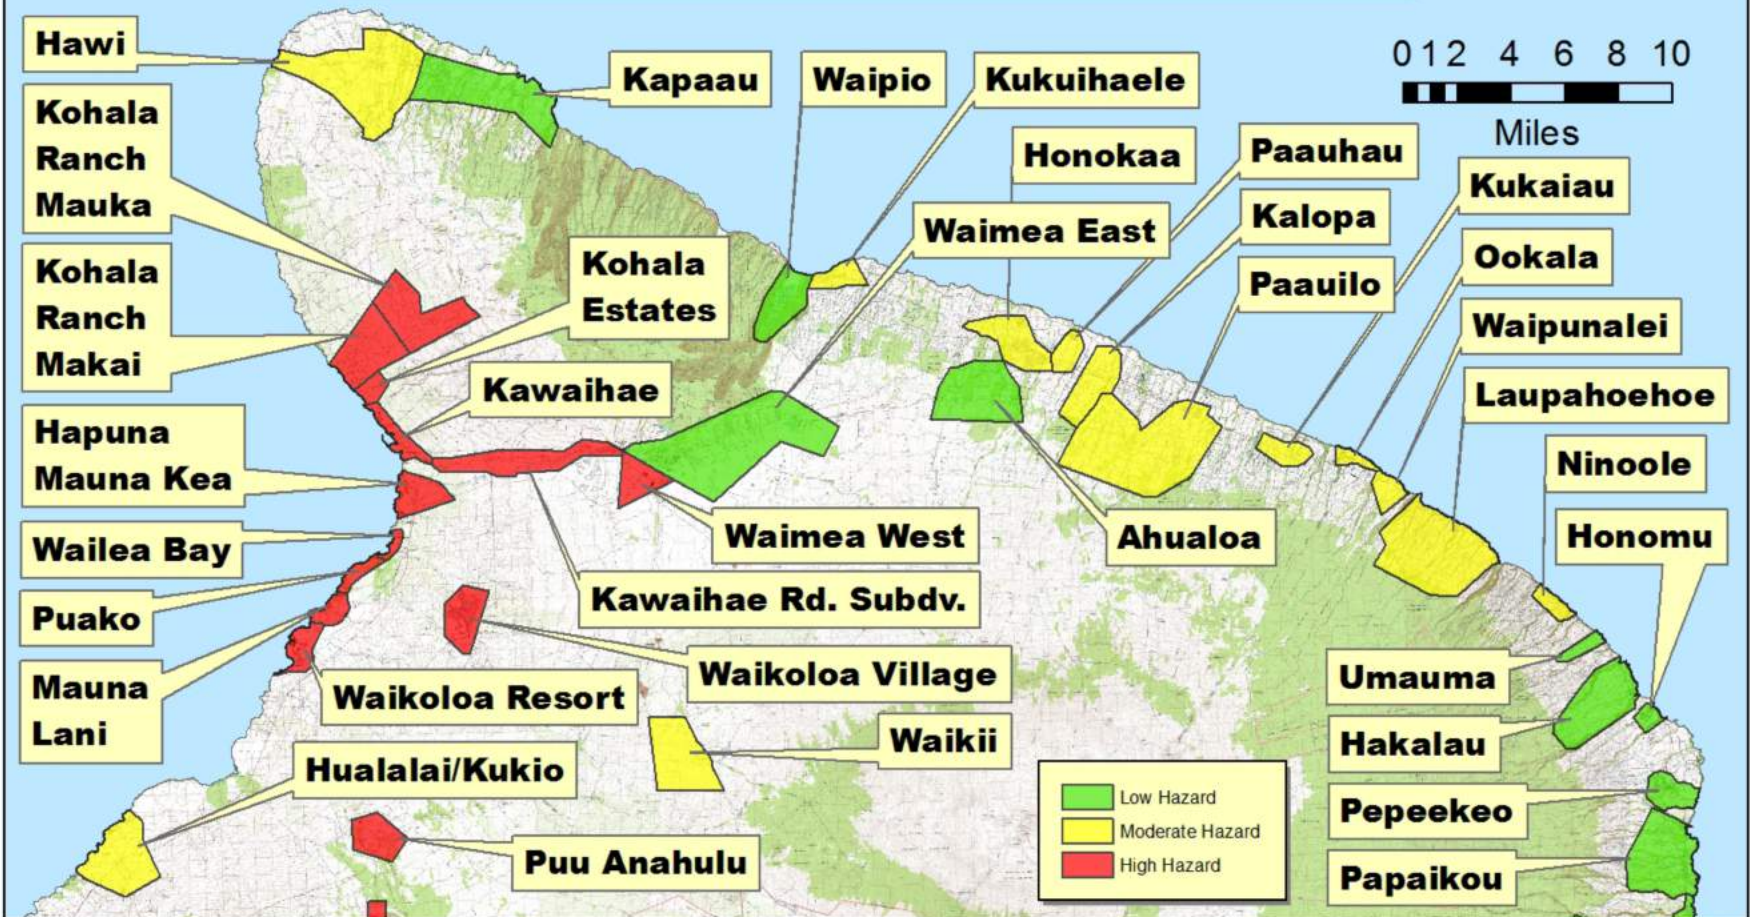 Hawi
Kohala
Ranch
Mauka
Kohala
Ranch
Makai
Hapuna
Mauna Kea
Wailea Bay
Puako
Mauna
Lani
Kapaau
Waipio
Kukuihaele
Honokaa
Waimea East
Kohala
Estates
Kawaihae
Paauhau
Kalopa
Paauilo
Kukaiau
Ookala
Waipunalei
Laupahoehoe
Ninoole
Honomu
Waimea West
Ahualoa
Kawaihae Rd. Subdv.
Waikoloa Village
Waikoloa Resort
Waikii
Hualalai/Kukio
Puu Anahulu
Umauma
Hakalau
Pepeekeo
Papaikou
0 1 2 4 6 8 10
Miles
Low Hazard
Moderate Hazard
High Hazard